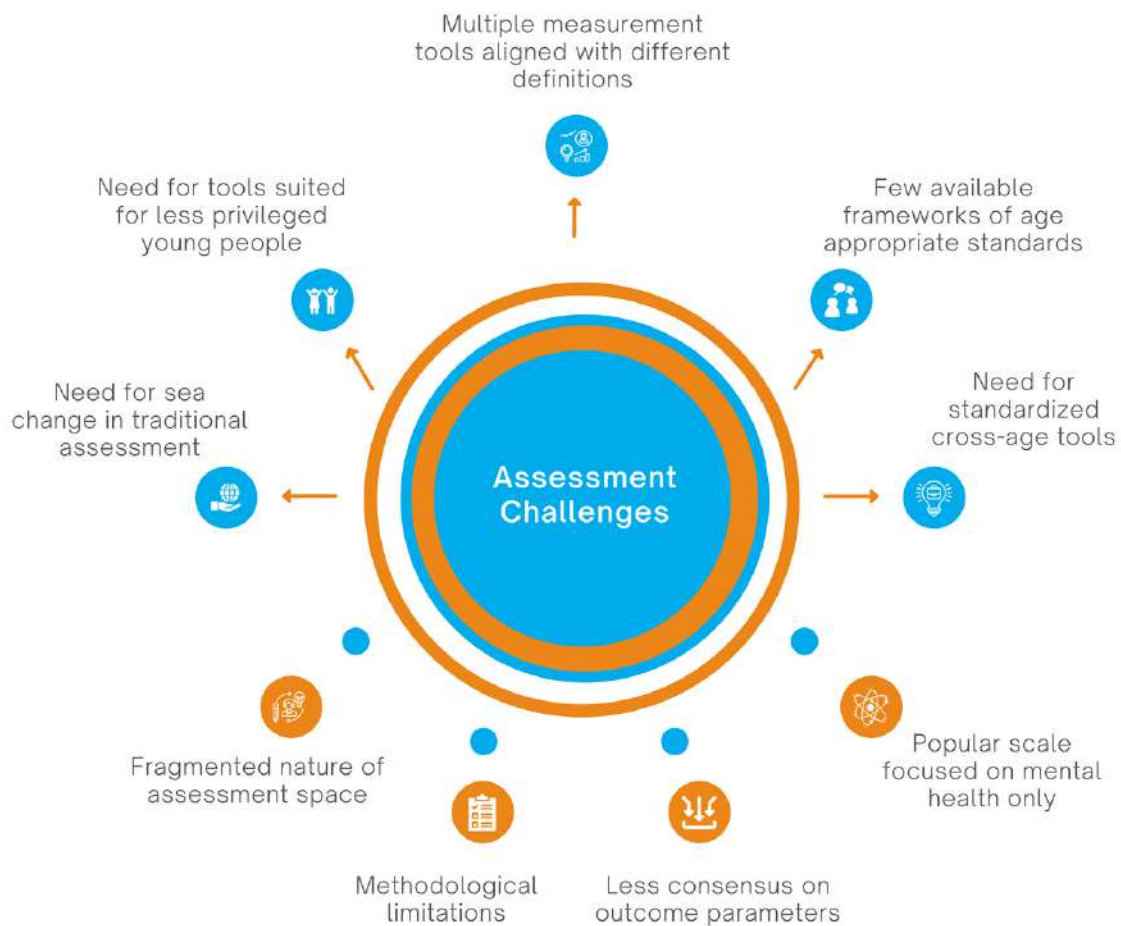 Multiple measurement
tools aligned with different
definitions
Need for tools suited
for less privileged
young people
Few available
frameworks of age
appropriate standards
Need for sea
change in traditional
assessment
Need for
standardized
cross-age tools
Assessment
Challenges
Fragmented nature of
assessment space
Popular scale
focused on mental
health only
Methodological
limitations
Less consensus on
outcome parameters